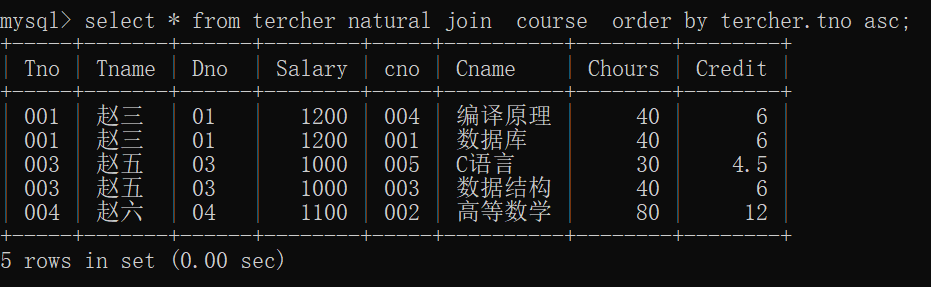 mysql> select * from tercher natural join  course  order by tercher.tno asc;
+-----+-------+------+--------+-----+----------+--------+--------+
| Tno | Tname | Dno  | Salary | cno | Cname    | Chours | Credit |
+-----+-------+------+--------+-----+----------+--------+--------+
| 001 | 赵三  | 01   |   1200 | 004 | 编译原理 |     40 |      6 |
| 001 | 赵三  | 01   |   1200 | 001 | 数据库   |     40 |      6 |
| 003 | 赵五  | 03   |   1000 | 005 | C语言    |     30 |    4.5 |
| 003 | 赵五  | 03   |   1000 | 003 | 数据结构 |     40 |      6 |
| 004 | 赵六  | 04   |   1100 | 002 | 高等数学 |     80 |     12 |
+-----+-------+------+--------+-----+----------+--------+--------+
5 rows in set (0.00 sec)